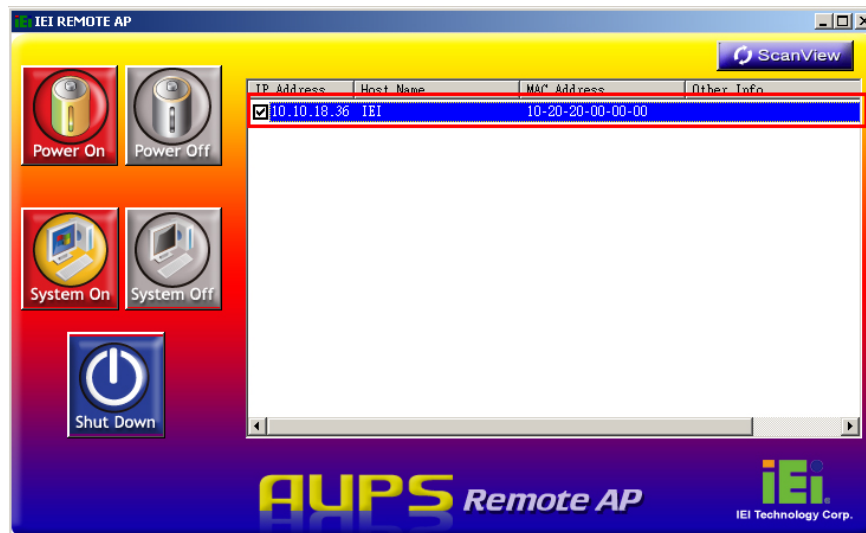 IEI REMOTE AP
ScanView
IP Address Host Name MAC Address Other Info
10.10.18.36 IEI 10-20-20-00-00-00
Power On Power Off
System On System Off
Shut Down
AUPS Remote AP
iEi
IEI Technology Corp.